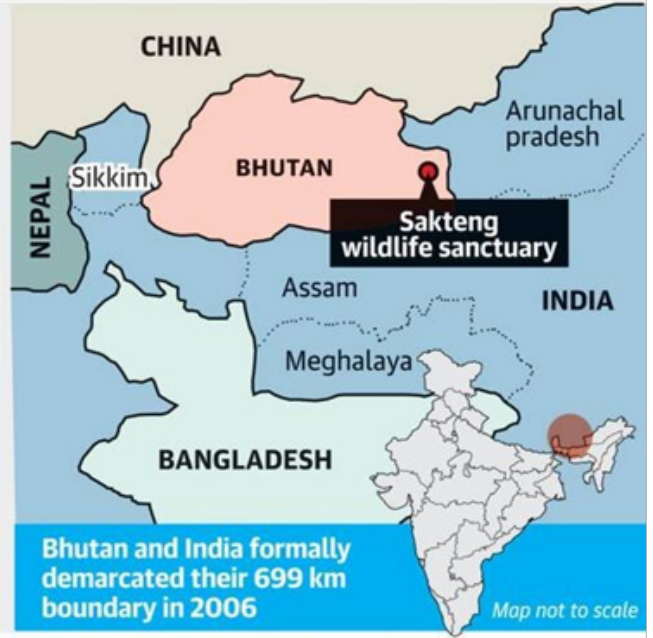 CHINA
Arunachal
pradesh
BHUTAN
Sikkim
NEPAL
Sakteng
wildlife sanctuary
Assam
INDIA
Meghalaya
BANGLADESH
Bhutan and India formally
demarcated their 699 km
boundary in 2006
Map not to scale